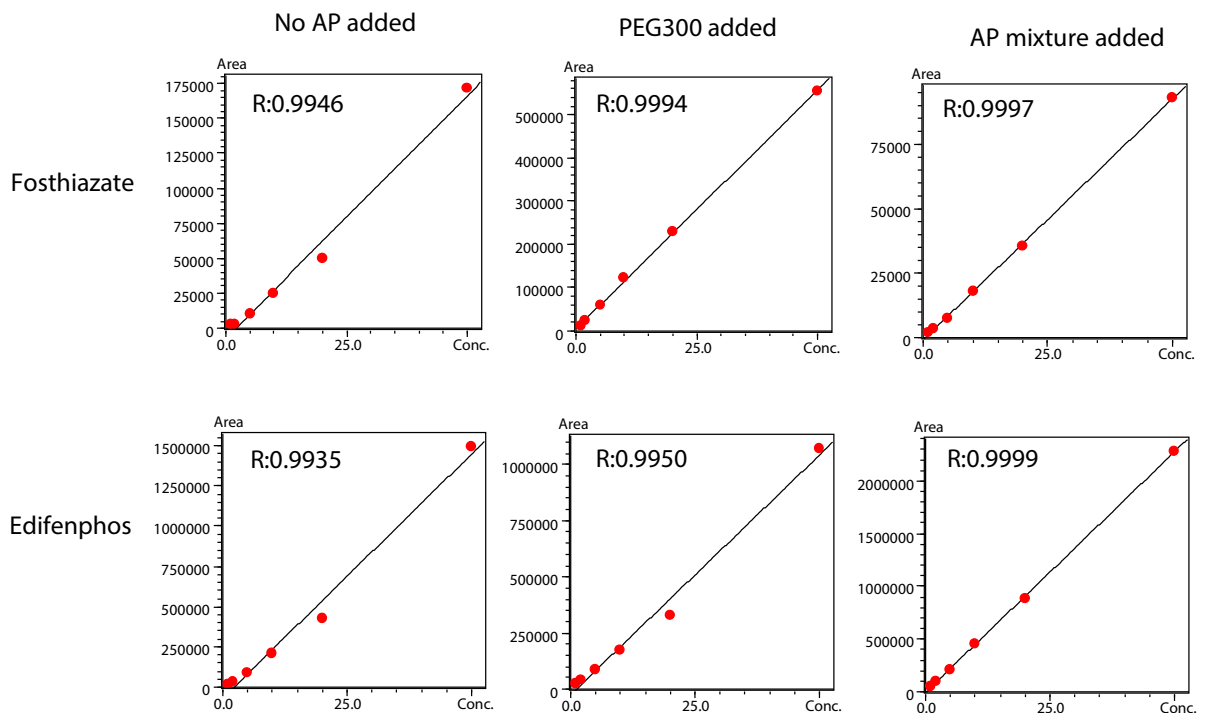 No AP added
PEG300 added
AP mixture added
Fosthiazate
Area
R:0.9946
175000
150000
125000
100000
75000
50000
25000
0
0.0
25.0
Conc.
Area
R:0.9994
500000
400000
300000
200000
100000
0
0.0
25.0
Conc.
Area
R:0.9997
75000
50000
25000
0
0.0
25.0
Conc.
Edifenphos
Area
R:0.9935
1500000
1250000
1000000
750000
500000
250000
0
0.0
25.0
Conc.
Area
R:0.9950
1000000
750000
500000
250000
0
0.0
25.0
Conc.
Area
R:0.9999
2000000
1500000
1000000
500000
0
0.0
25.0
Conc.